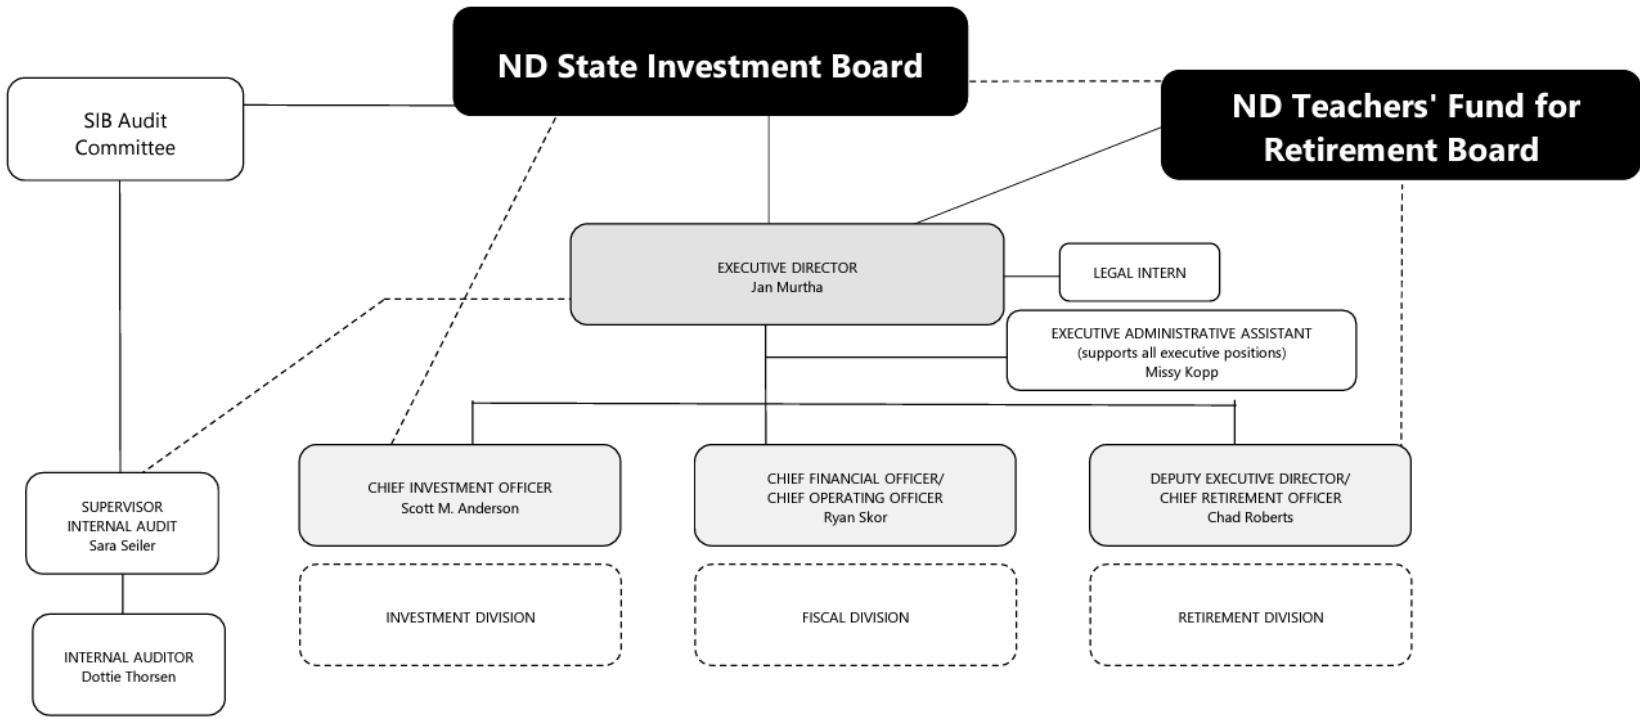 ND State Investment Board
ND Teachers' Fund for
Retirement Board
SIB Audit
Committee
EXECUTIVE DIRECTOR
Jan Murtha
LEGAL INTERN
EXECUTIVE ADMINISTRATIVE ASSISTANT
(supports all executive positions)
Missy Kopp
SUPERVISOR
INTERNAL AUDIT
Sara Seiler
CHIEF INVESTMENT OFFICER
Scott M. Anderson
CHIEF FINANCIAL OFFICER/
CHIEF OPERATING OFFICER
Ryan Skor
DEPUTY EXECUTIVE DIRECTOR/
CHIEF RETIREMENT OFFICER
Chad Roberts
INTERNAL AUDITOR
Dottie Thorsen
INVESTMENT DIVISION
FISCAL DIVISION
RETIREMENT DIVISION